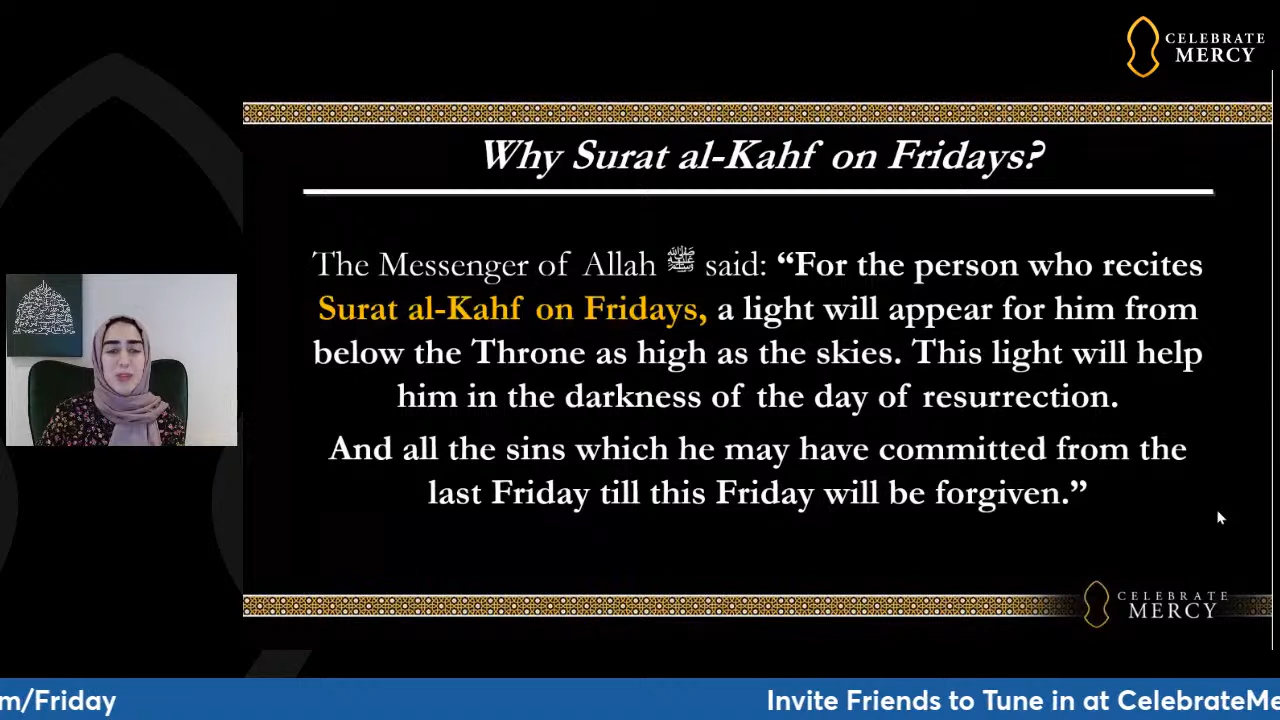 CELEBRATE
MERCY
Why Surat al-Kahf on Fridays?
The Messenger of Allah ﷺ said: “For the person who recites
Surat al-Kahf on Fridays, a light will appear for him from
below the Throne as high as the skies. This light will help
him in the darkness of the day of resurrection.
And all the sins which he may have committed from the
last Friday till this Friday will be forgiven.”
CELEBRATE
MERCY
m/Friday
Invite Friends to Tune in at CelebrateMe